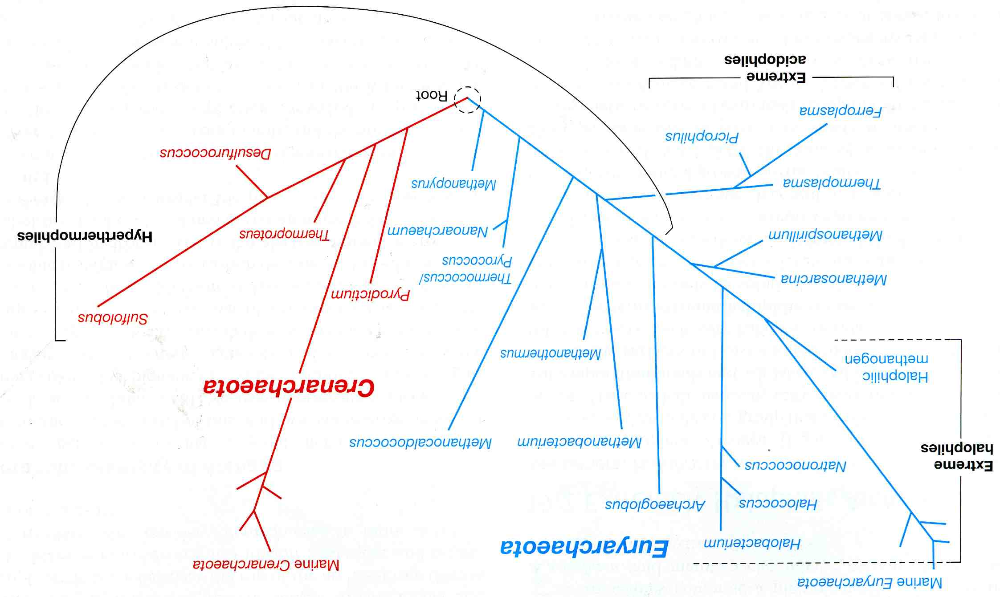 Marine Euryarchaeota
Marine Crenarchaeota
Halobacterium
Euryarchaeota
Archaeoglobus
Halococcus
Natronococcus
Extreme
halophiles
Methanobacterium
Methanocaldococcus
Crenarchaeota
Halophilic
methanogen
Methanothermus
Sulfolobus
Pyrodictium
Methanosarcina
Thermococcus/
Pyrococcus
Methanospirillum
Nanoarchaeum
Thermoproteus
Hyperthermophiles
Thermoplasma
Methanopyrus
Desulfurococcus
Picrophilus
Ferroplasma
Root
Extreme
acidophiles